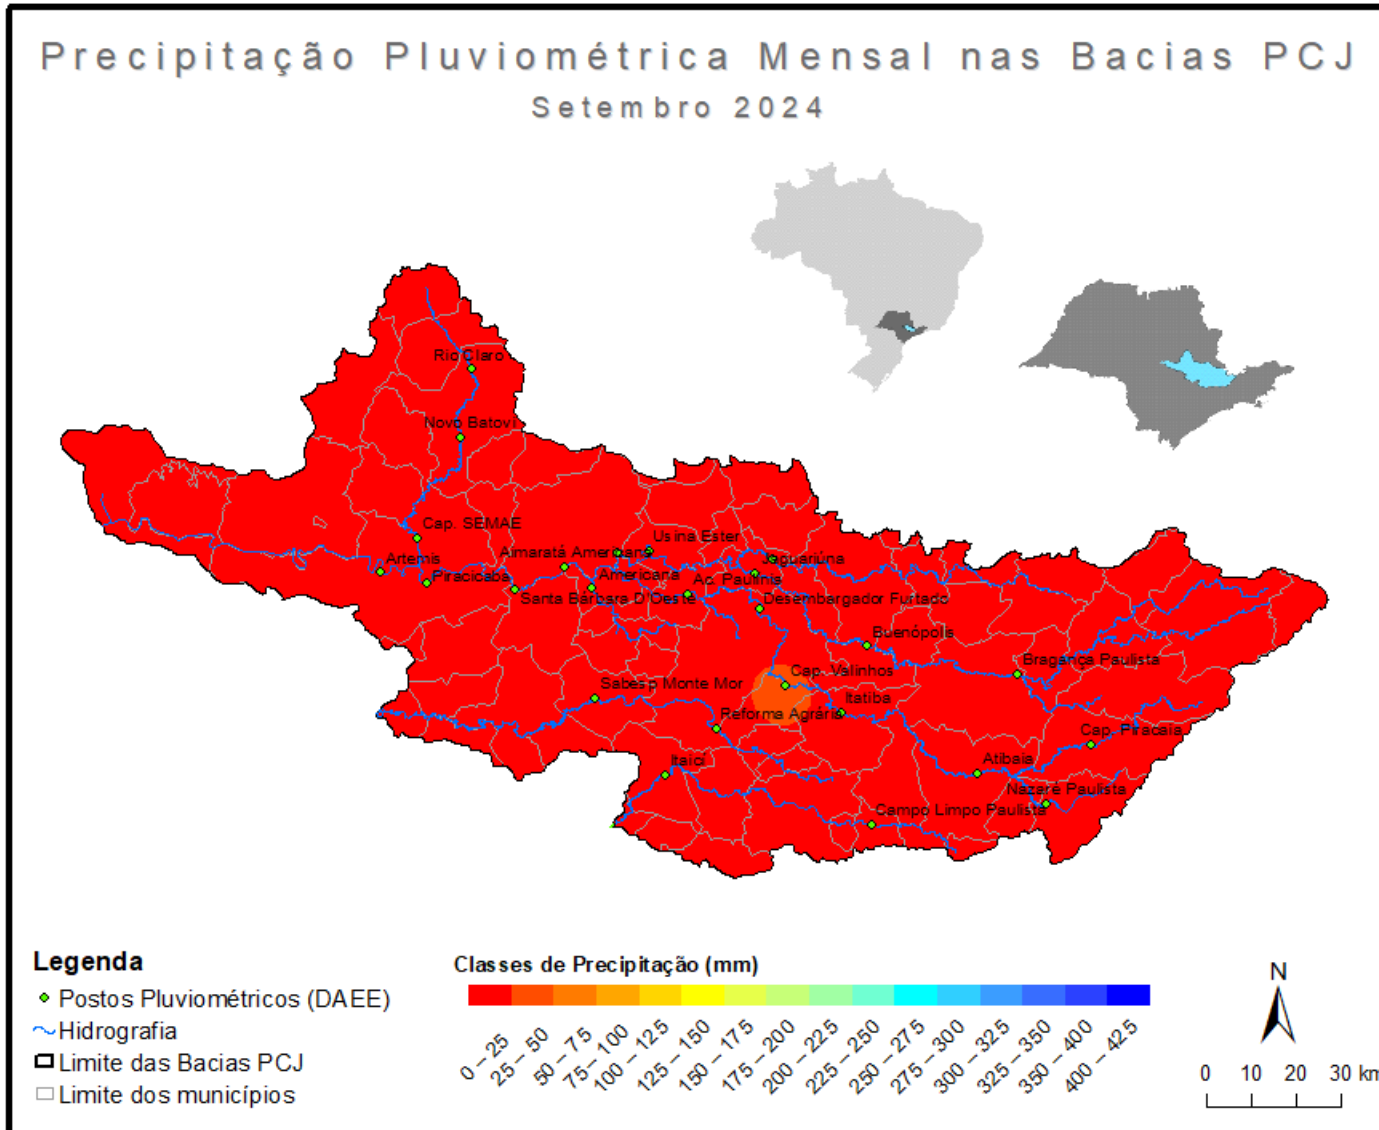 Precipitação Pluviométrica Mensal nas Bacias PCJ
Setembro 2024
Rio Claro
Novo Batovi
Cap. SEMAE
Usina Ester
Aimaratá Americana
Jaguariúna
Artemis
Piracicaba
Americana
Ac. Paulínia
Santa Bárbara D'Oeste
Desembargador Furtado
Buenópolis
Bragança Paulista
Cap. Valinhos
Sabesp Monte Mor
Itatiba
Reforma Agrária
Cap. Piracaia
Itaici
Atibaia
Nazaré Paulista
Campo Limpo Paulista
Legenda
Postos Pluviométricos (DAEE)
Hidrografia
Limite das Bacias PCJ
Limite dos municípios
Classes de Precipitação (mm)
0 – 25
25 – 50
50 – 75
75 – 100
100 – 125
125 – 150
150 – 175
175 – 200
200 – 225
225 – 250
250 – 275
275 – 300
300 – 325
325 – 350
350 – 400
400 – 425
N
0 10 20 30 km